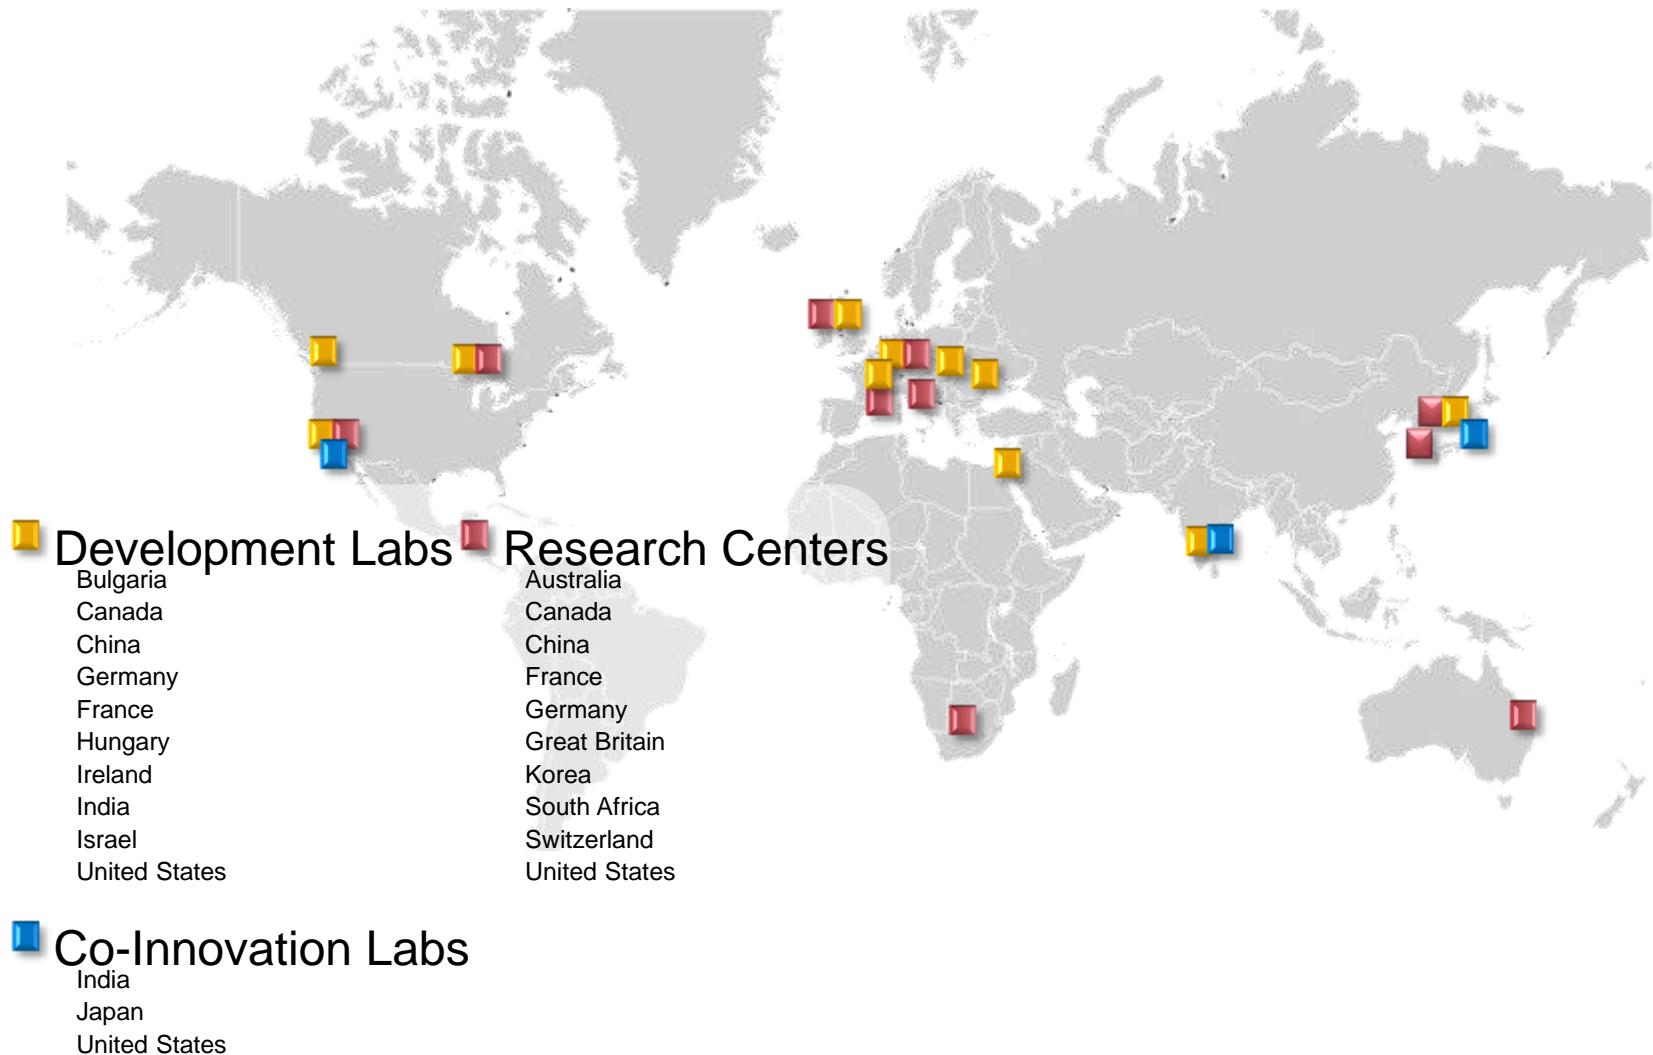 Development Labs
Bulgaria
Canada
China
Germany
France
Hungary
Ireland
India
Israel
United States
Research Centers
Australia
Canada
China
France
Germany
Great Britain
Korea
South Africa
Switzerland
United States
Co-Innovation Labs
India
Japan
United States